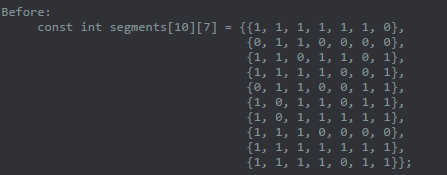 Before:
const int segments[10][7] = {{1, 1, 1, 1, 1, 1, 0},
{0, 1, 1, 0, 0, 0, 0},
{1, 1, 0, 1, 1, 0, 1},
{1, 1, 1, 1, 0, 0, 1},
{0, 1, 1, 0, 0, 1, 1},
{1, 0, 1, 1, 0, 1, 1},
{1, 0, 1, 1, 1, 1, 1},
{1, 1, 1, 0, 0, 0, 0},
{1, 1, 1, 1, 1, 1, 1},
{1, 1, 1, 1, 0, 1, 1}};